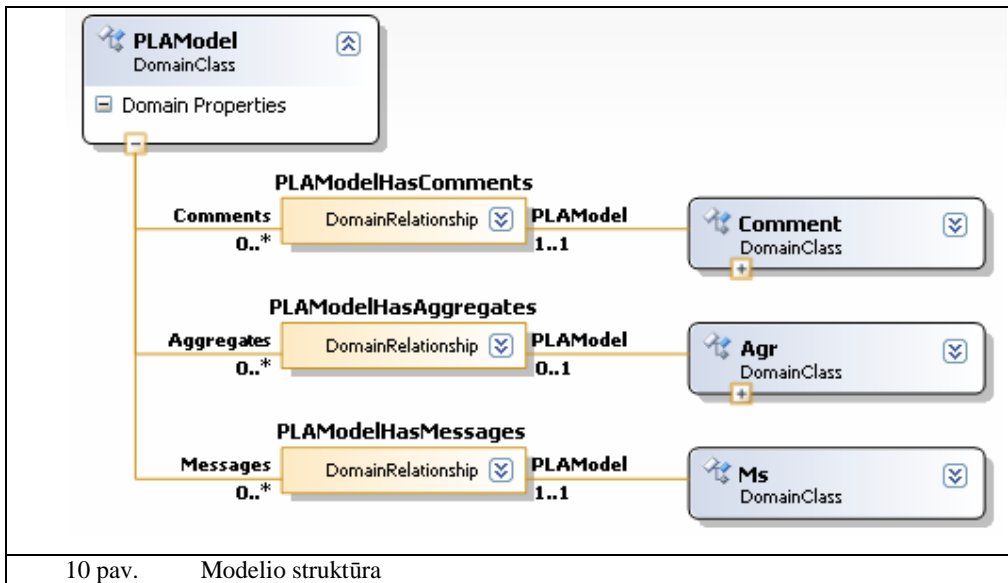 PLAModel
DomainClass
Domain Properties
PLAModelHasComments
Comments DomainRelationship PLAModel Comment
0..* 1..1 DomainClass
PLAModelHasAggregates
Aggregates DomainRelationship PLAModel Agr
0..* 0..1 DomainClass
PLAModelHasMessages
Messages DomainRelationship PLAModel Ms
0..* 1..1 DomainClass
10 pav. Modelio struktūra